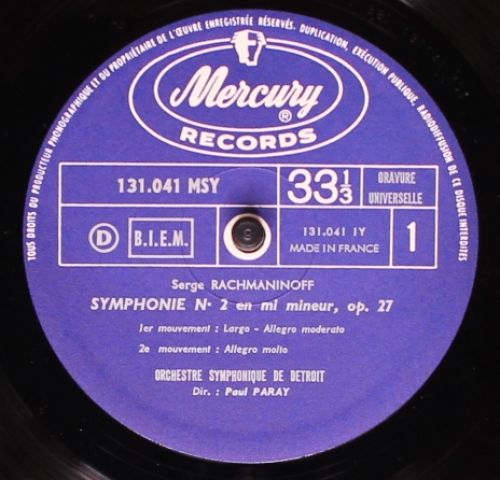 TOUS DROITS DU PRODUCTEUR PHONOGRAPHIQUE ET DU PROPRIÉTAIRE DE L'ŒUVRE ENREGISTRÉE RÉSERVÉS. DUPLICATION, EXÉCUTION PUBLIQUE, RADIODIFFUSION DE CE DISQUE INTERDITES
Mercury ®
RECORDS
131.041 MSY
33 1/3
GRAVURE
UNIVERSELLE
D
B.I.E.M.
131.041 1Y
MADE IN FRANCE
1
Serge RACHMANINOFF
SYMPHONIE N· 2 en mi mineur, op. 27
1er mouvement : Largo - Allegro moderato
2e mouvement : Allegro molto
ORCHESTRE SYMPHONIQUE DE DETROIT
Dir. : Paul PARAY